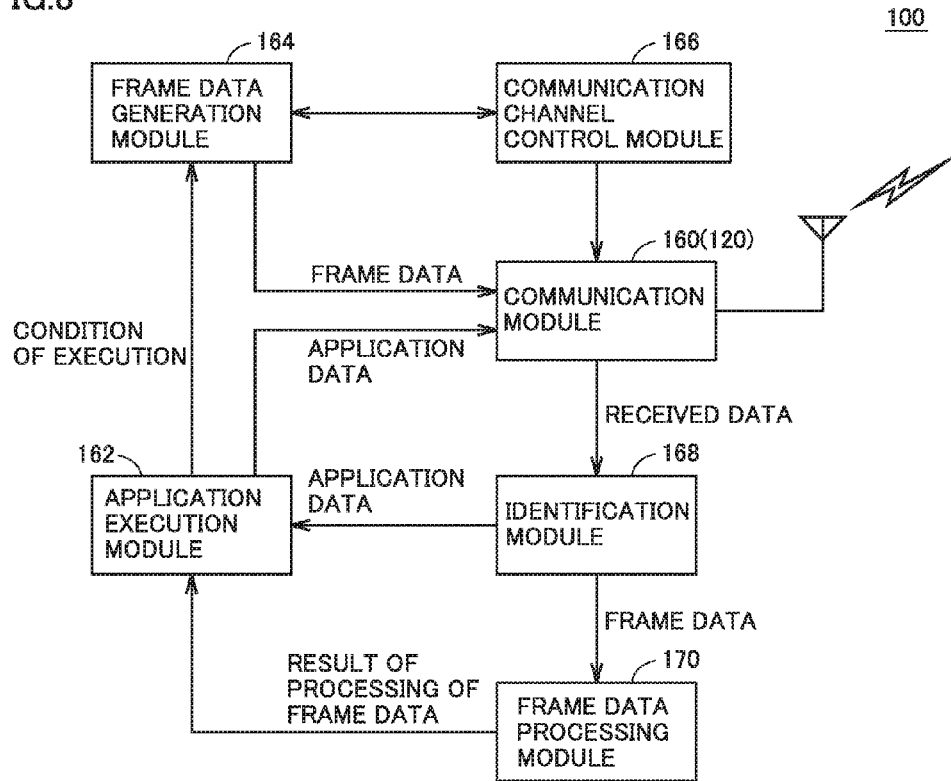 100
164
FRAME DATA
GENERATION
MODULE
166
COMMUNICATION
CHANNEL
CONTROL MODULE
160(120)
COMMUNICATION
MODULE
FRAME DATA
APPLICATION
DATA
CONDITION
OF EXECUTION
RECEIVED DATA
162
APPLICATION
EXECUTION
MODULE
APPLICATION
DATA
168
IDENTIFICATION
MODULE
FRAME DATA
RESULT OF
PROCESSING OF
FRAME DATA
170
FRAME DATA
PROCESSING
MODULE